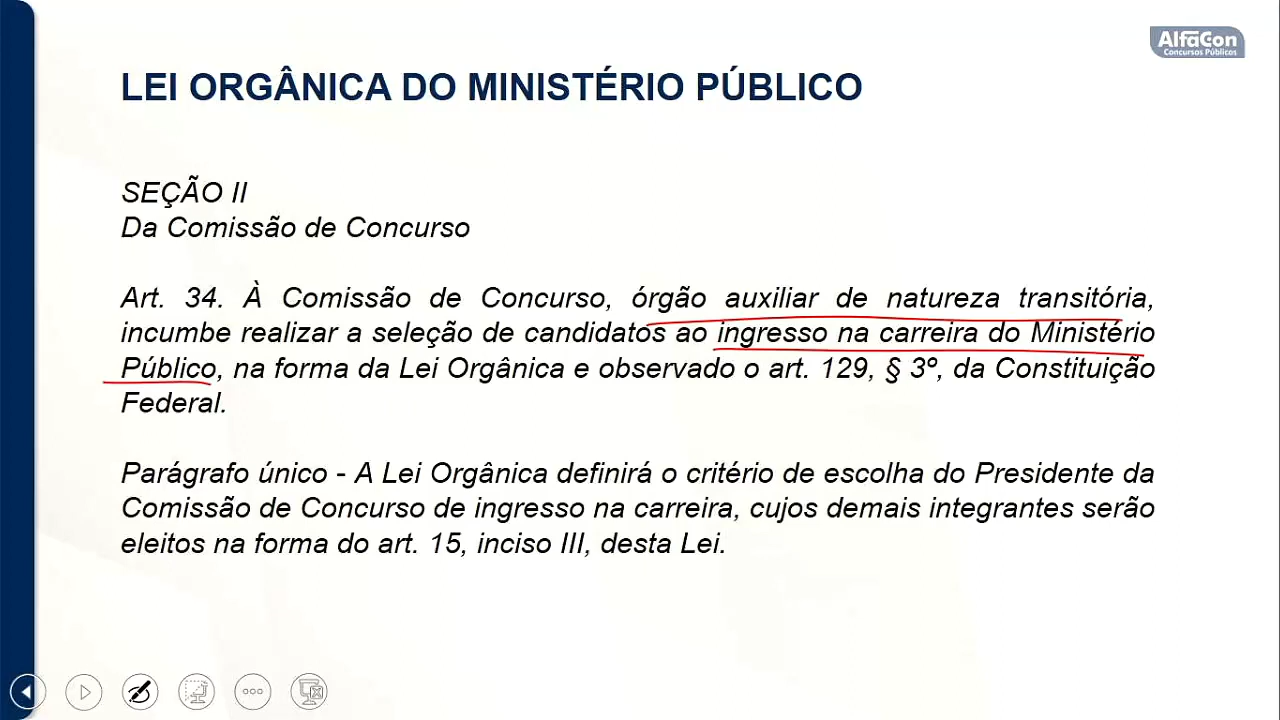 AlfaCon
Concursos Públicos
LEI ORGÂNICA DO MINISTÉRIO PÚBLICO
SEÇÃO II
Da Comissão de Concurso
Art. 34. À Comissão de Concurso, órgão auxiliar de natureza transitória,
incumbe realizar a seleção de candidatos ao ingresso na carreira do Ministério
Público, na forma da Lei Orgânica e observado o art. 129, § 3º, da Constituição
Federal.
Parágrafo único - A Lei Orgânica definirá o critério de escolha do Presidente da
Comissão de Concurso de ingresso na carreira, cujos demais integrantes serão
eleitos na forma do art. 15, inciso III, desta Lei.